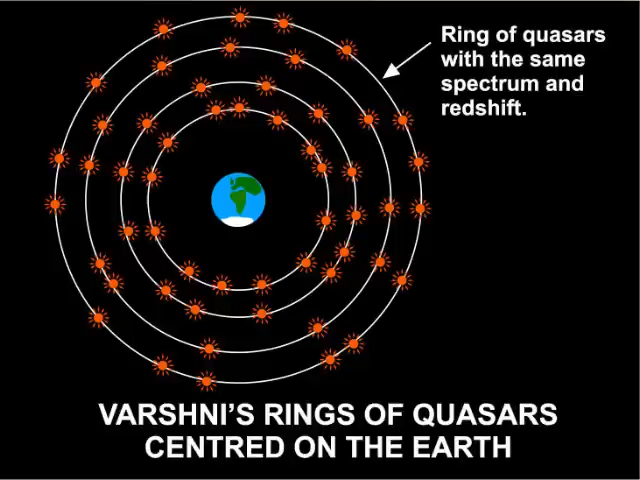 Ring of quasars
with the same
spectrum and
redshift.
VARSHNI'S RINGS OF QUASARS
CENTRED ON THE EARTH